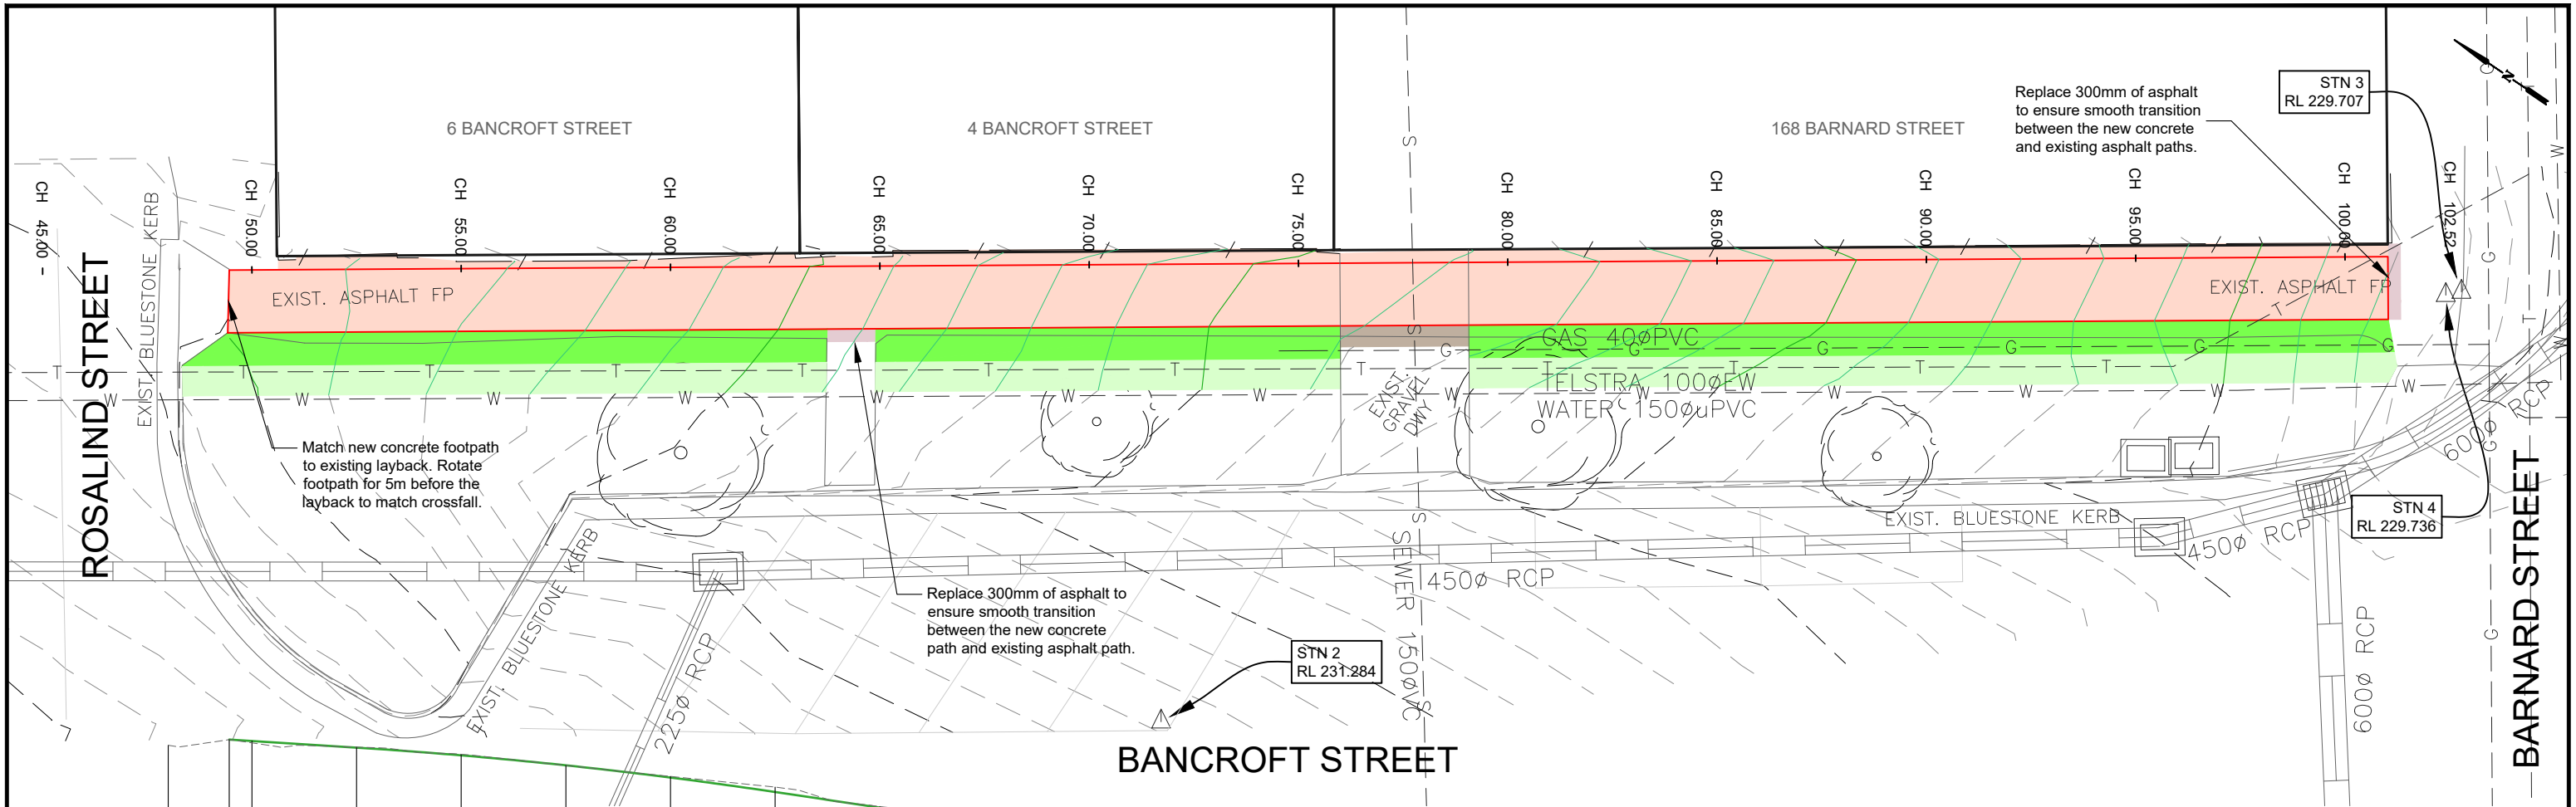 6 BANCROFT STREET
4 BANCROFT STREET
168 BARNARD STREET
Replace 300mm of asphalt
to ensure smooth transition
between the new concrete
and existing asphalt paths.
STN 3
RL 229.707
N
CH 45.00
CH 50.00
CH 55.00
CH 60.00
CH 65.00
CH 70.00
CH 75.00
CH 80.00
CH 85.00
CH 90.00
CH 95.00
CH 100.00
CH 102.52
ROSALIND STREET
EXIST. BLUESTONE KERB
EXIST. ASPHALT FP
EXIST. ASPHALT FP
GAS 40øPVC
TELSTRA 100øEW
WATER 150øuPVC
EXIST.
GRAVEL
DWY
Match new concrete footpath
to existing layback. Rotate
footpath for 5m before the
layback to match crossfall.
EXIST. BLUESTONE KERB
Replace 300mm of asphalt to
ensure smooth transition
between the new concrete
path and existing asphalt path.
225ø RCP
450ø RCP
SEWER 150øVC
EXIST. BLUESTONE KERB
450ø RCP
600ø RCP
600ø RCP
STN 4
RL 229.736
STN 2
RL 231.284
BANCROFT STREET
BARNARD STREET